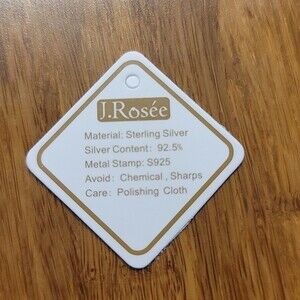 J.Rosée
Material: Sterling Silver
Silver Content: 92.5%
Metal Stamp: S925
Avoid: Chemical , Sharps
Care: Polishing Cloth